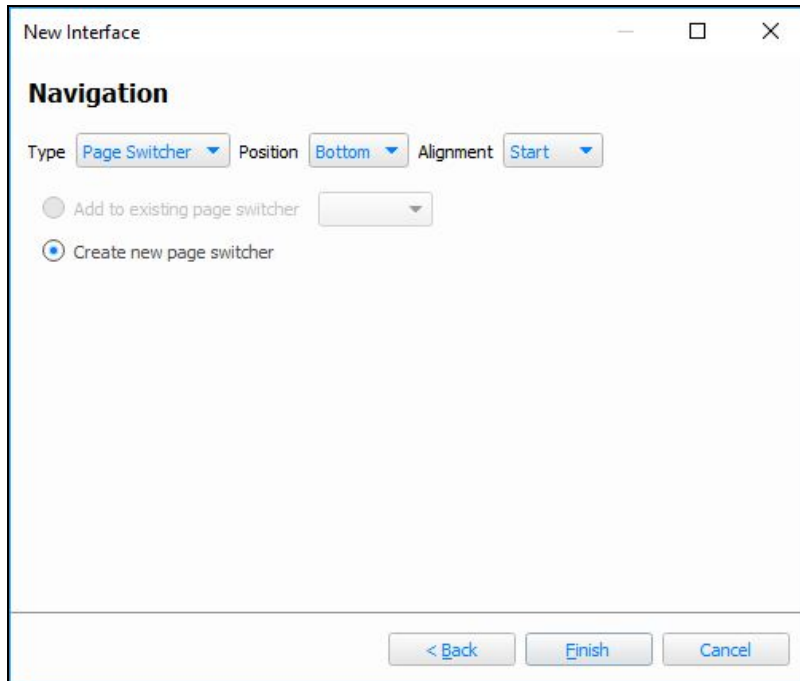 New Interface
Navigation
Type Page Switcher Position Bottom Alignment Start
Add to existing page switcher
Create new page switcher
< Back Finish Cancel